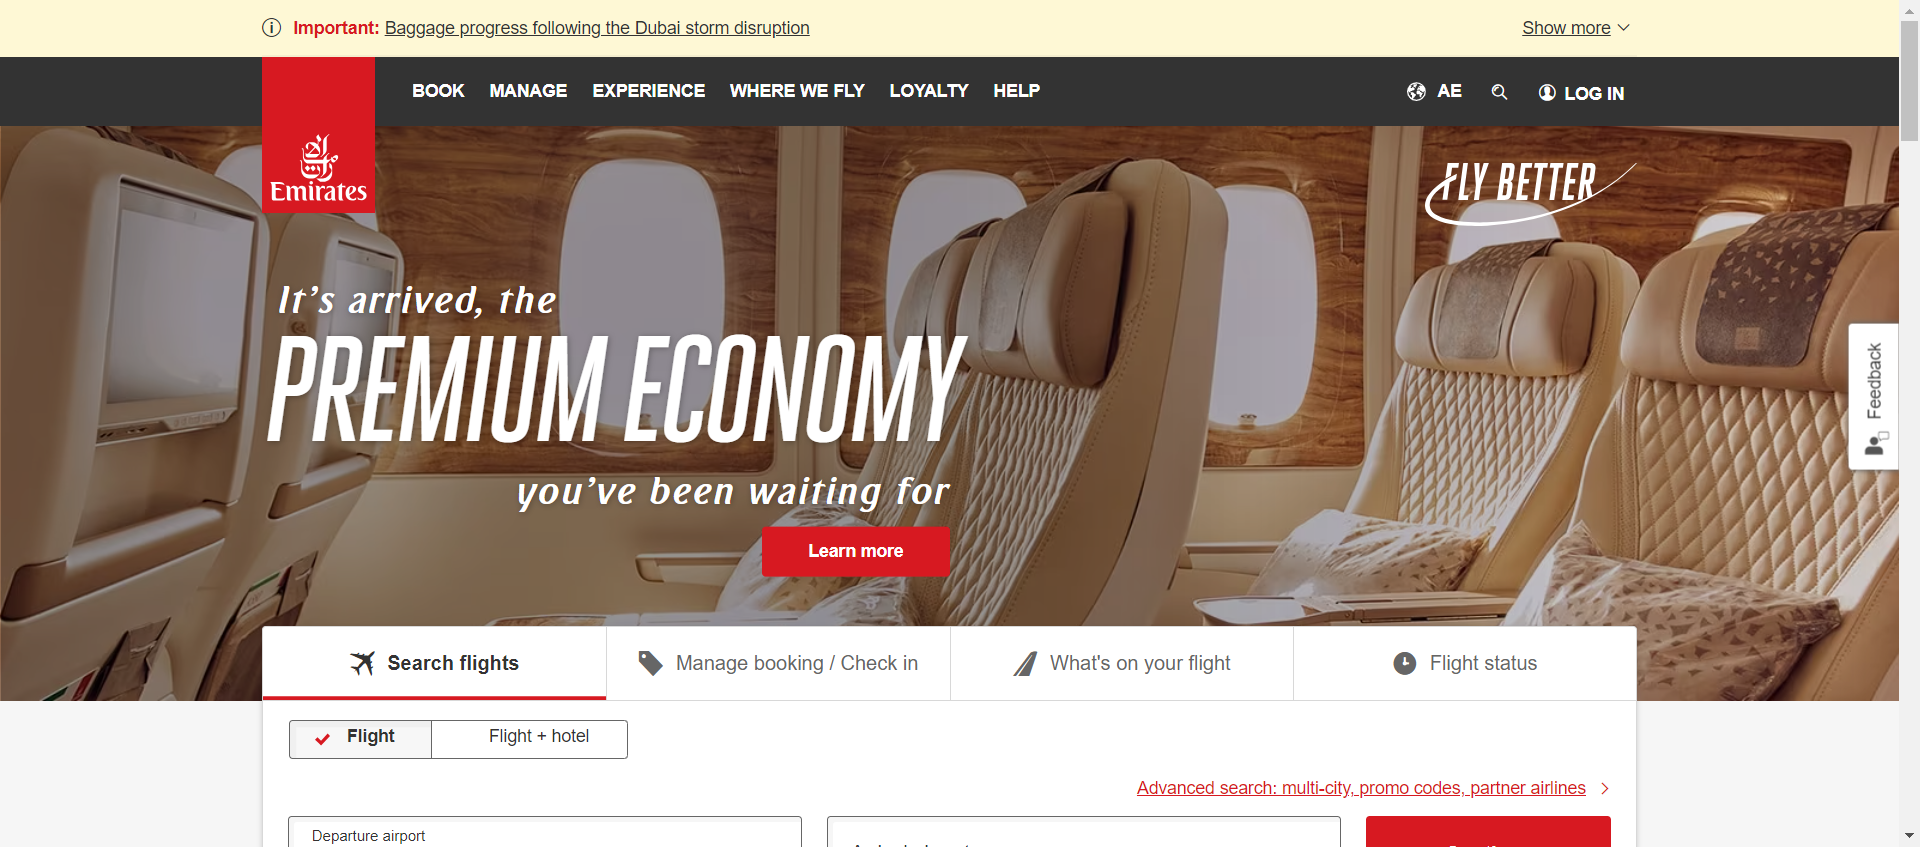 Important: Baggage progress following the Dubai storm disruption
Show more
BOOK MANAGE EXPERIENCE WHERE WE FLY LOYALTY HELP
AE
LOG IN
Emirates
FLY BETTER
It's arrived, the
PREMIUM ECONOMY
you've been waiting for
Learn more
Feedback
Search flights
Manage booking / Check in
What's on your flight
Flight status
Flight
Flight + hotel
Advanced search: multi-city, promo codes, partner airlines
Departure airport